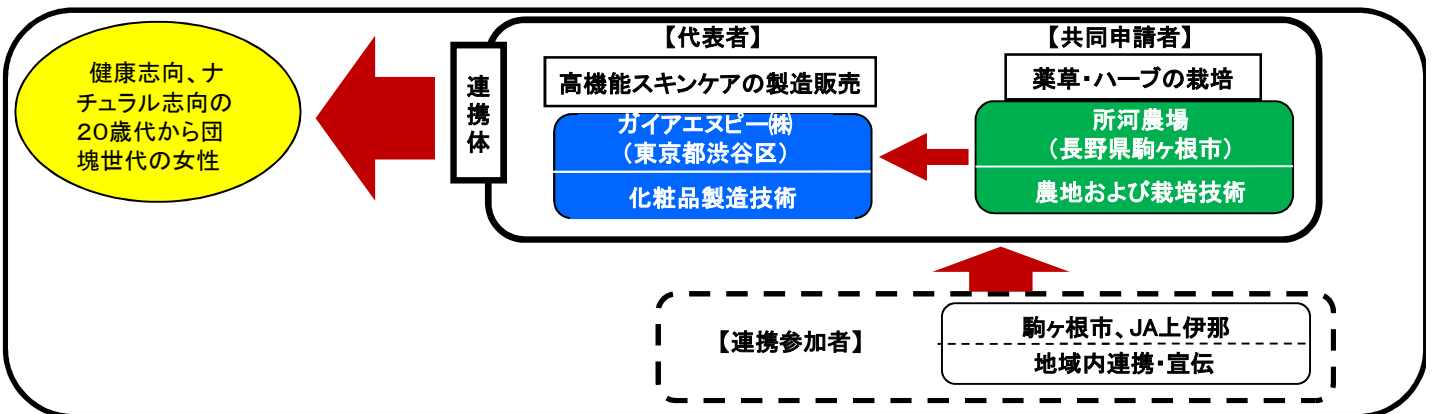 健康志向、ナ
チュラル志向の
20歳代から団
塊世代の女性
連携体
【代表者】
高機能スキンケアの製造販売
ガイアエヌピー㈱
(東京都渋谷区)
化粧品製造技術
【共同申請者】
薬草・ハーブの栽培
所河農場
(長野県駒ヶ根市)
農地および栽培技術
【連携参加者】
駒ヶ根市、JA上伊那
地域内連携・宣伝